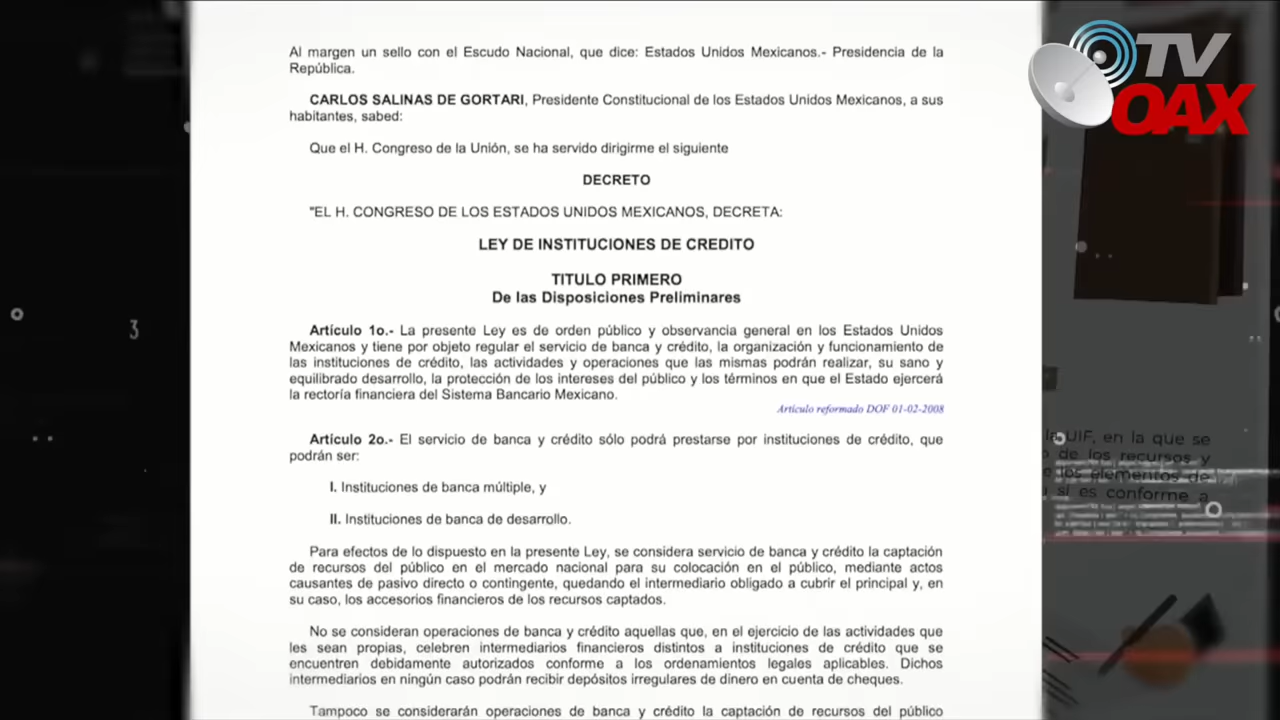 Al margen un sello con el Escudo Nacional, que dice: Estados Unidos Mexicanos.- Presidencia de la
República.
CARLOS SALINAS DE GORTARI, Presidente Constitucional de los Estados Unidos Mexicanos, a sus
habitantes, sabed:
Que el H. Congreso de la Unión, se ha servido dirigirme el siguiente
DECRETO
"EL H. CONGRESO DE LOS ESTADOS UNIDOS MEXICANOS, DECRETA:
LEY DE INSTITUCIONES DE CREDITO
TITULO PRIMERO
De las Disposiciones Preliminares
Artículo 1o.- La presente Ley es de orden público y observancia general en los Estados Unidos
Mexicanos y tiene por objeto regular el servicio de banca y crédito, la organización y funcionamiento de
las instituciones de crédito, las actividades y operaciones que las mismas podrán realizar, su sano y
equilibrado desarrollo, la protección de los intereses del público y los términos en que el Estado ejercerá
la rectoría financiera del Sistema Bancario Mexicano.
Artículo reformado DOF 01-02-2008
Artículo 2o.- El servicio de banca y crédito sólo podrá prestarse por instituciones de crédito, que
podrán ser:
I. Instituciones de banca múltiple, y
II. Instituciones de banca de desarrollo.
Para efectos de lo dispuesto en la presente Ley, se considera servicio de banca y crédito la captación
de recursos del público en el mercado nacional para su colocación en el público, mediante actos
causantes de pasivo directo o contingente, quedando el intermediario obligado a cubrir el principal y, en
su caso, los accesorios financieros de los recursos captados.
No se consideran operaciones de banca y crédito aquellas que, en el ejercicio de las actividades que
les sean propias, celebren intermediarios financieros distintos a instituciones de crédito que se
encuentren debidamente autorizados conforme a los ordenamientos legales aplicables. Dichos
intermediarios en ningún caso podrán recibir depósitos irregulares de dinero en cuenta de cheques.
Tampoco se considerarán operaciones de banca y crédito la captación de recursos del público
TV
OAX
3
la UIF, en la que se
de los recursos y
los elementos de
si es conforme a